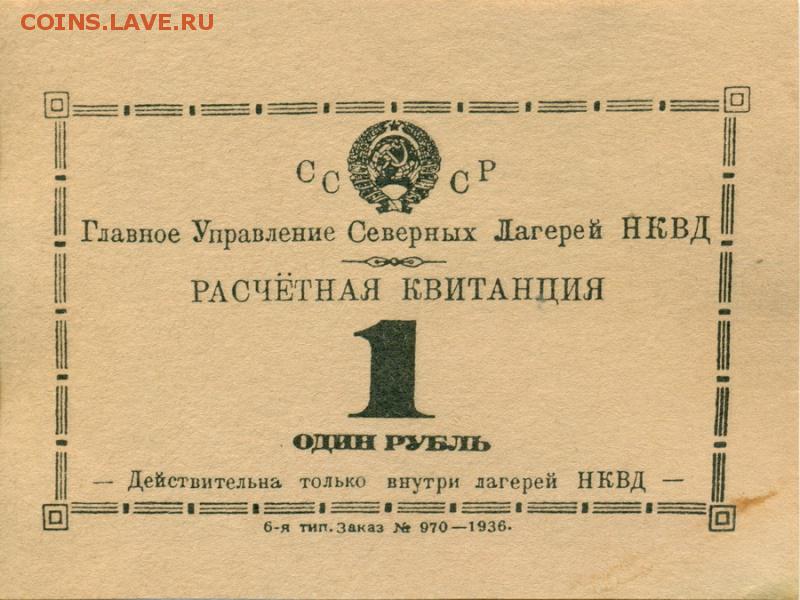 COINS.LAVE.RU
СССР
Главное Управление Северных Лагерей НКВД
РАСЧЁТНАЯ КВИТАНЦИЯ
1
ОДИН РУБЛЬ
— Действительна только внутри лагерей НКВД —
6-я тип. Заказ № 970—1936.